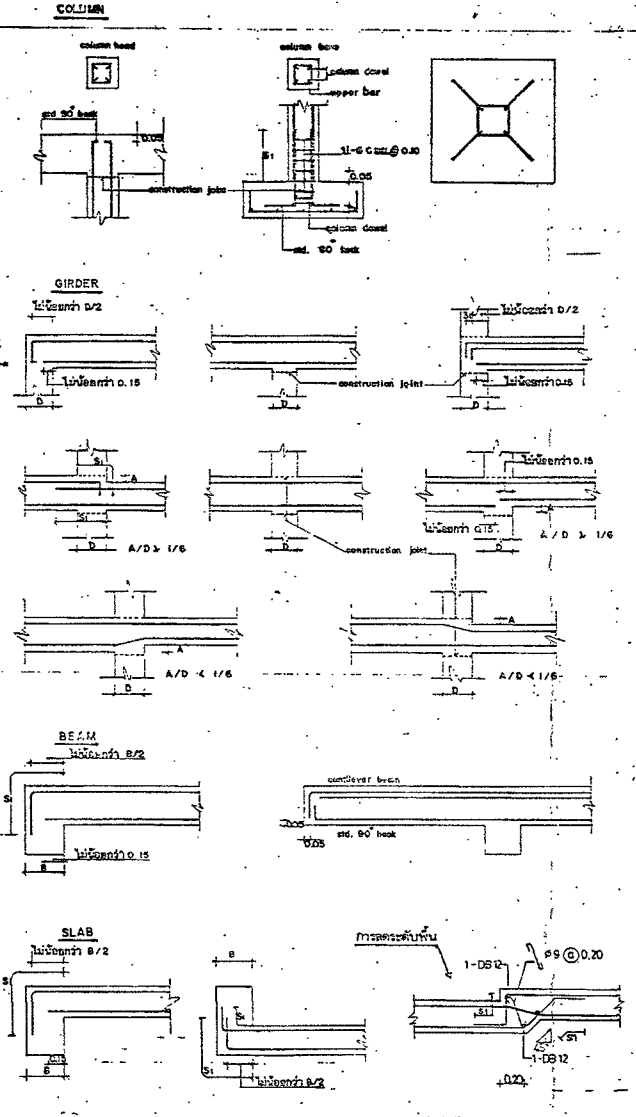 COLUMN
column head
column base
column dowel
upper bar
std 90° hook
0.05
S1
@ 0.10
0.05
construction joint
column dowel
std. 90° hook
GIRDER
ไม่น้อยกว่า D/2
ไม่น้อยกว่า D/2
ไม่น้อยกว่า 0.15
construction joint
ไม่น้อยกว่า 0.15
D
D
D
S1
A
ไม่น้อยกว่า 0.15
S1
ไม่น้อยกว่า 0.15
A
D
A/D 1/6
D
construction joint
D
A / D 1/6
A
A
D
A/D < 1/6
D
A/D < 1/6
BEAM
ไม่น้อยกว่า B/2
S
cantilever beam
0.05
std. 90° hook
0.05
ไม่น้อยกว่า 0.15
B
SLAB
ไม่น้อยกว่า B/2
B
การลดระดับพื้น
1-DB12
φ9 @ 0.20
S
S
S1
S1
S1
0.15
B
ไม่น้อยกว่า B/2
1-DB12
0.20